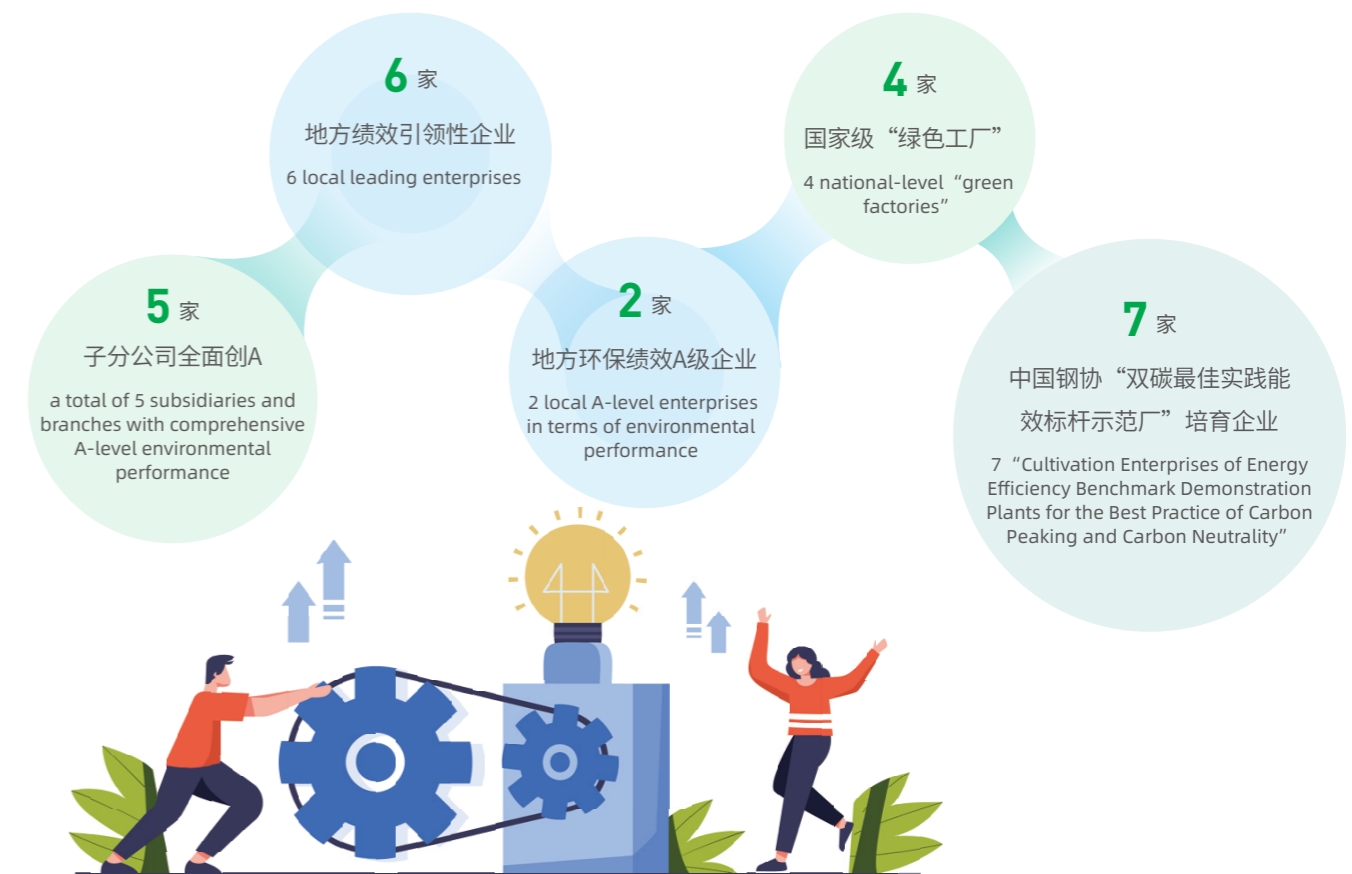 5 家
子分公司全面创A
a total of 5 subsidiaries and
branches with comprehensive
A-level environmental
performance
6 家
地方绩效引领性企业
6 local leading enterprises
2 家
地方环保绩效A级企业
2 local A-level enterprises
in terms of environmental
performance
4 家
国家级“绿色工厂”
4 national-level“green
factories”
7 家
中国钢协“双碳最佳实践能
效标杆示范厂”培育企业
7“Cultivation Enterprises of Energy
Efficiency Benchmark Demonstration
Plants for the Best Practice of Carbon
Peaking and Carbon Neutrality”